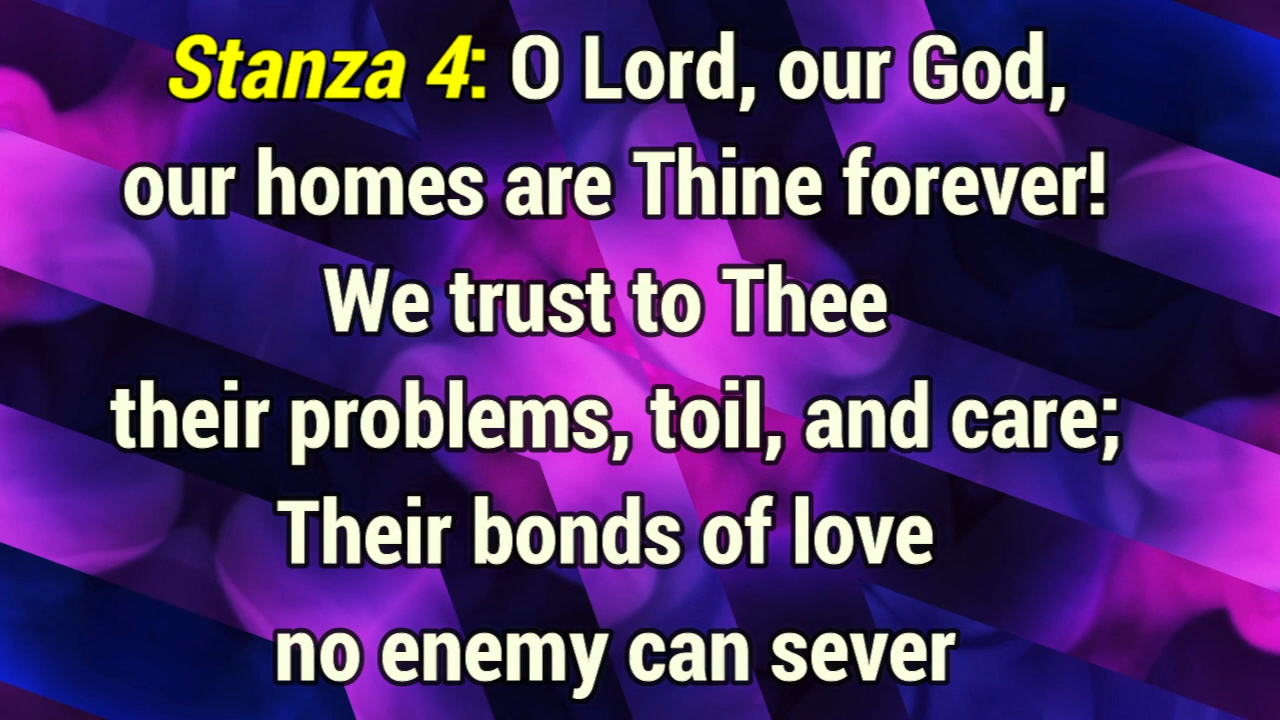 Stanza 4: O Lord, our God,
our homes are Thine forever!
We trust to Thee
their problems, toil, and care;
Their bonds of love
no enemy can sever